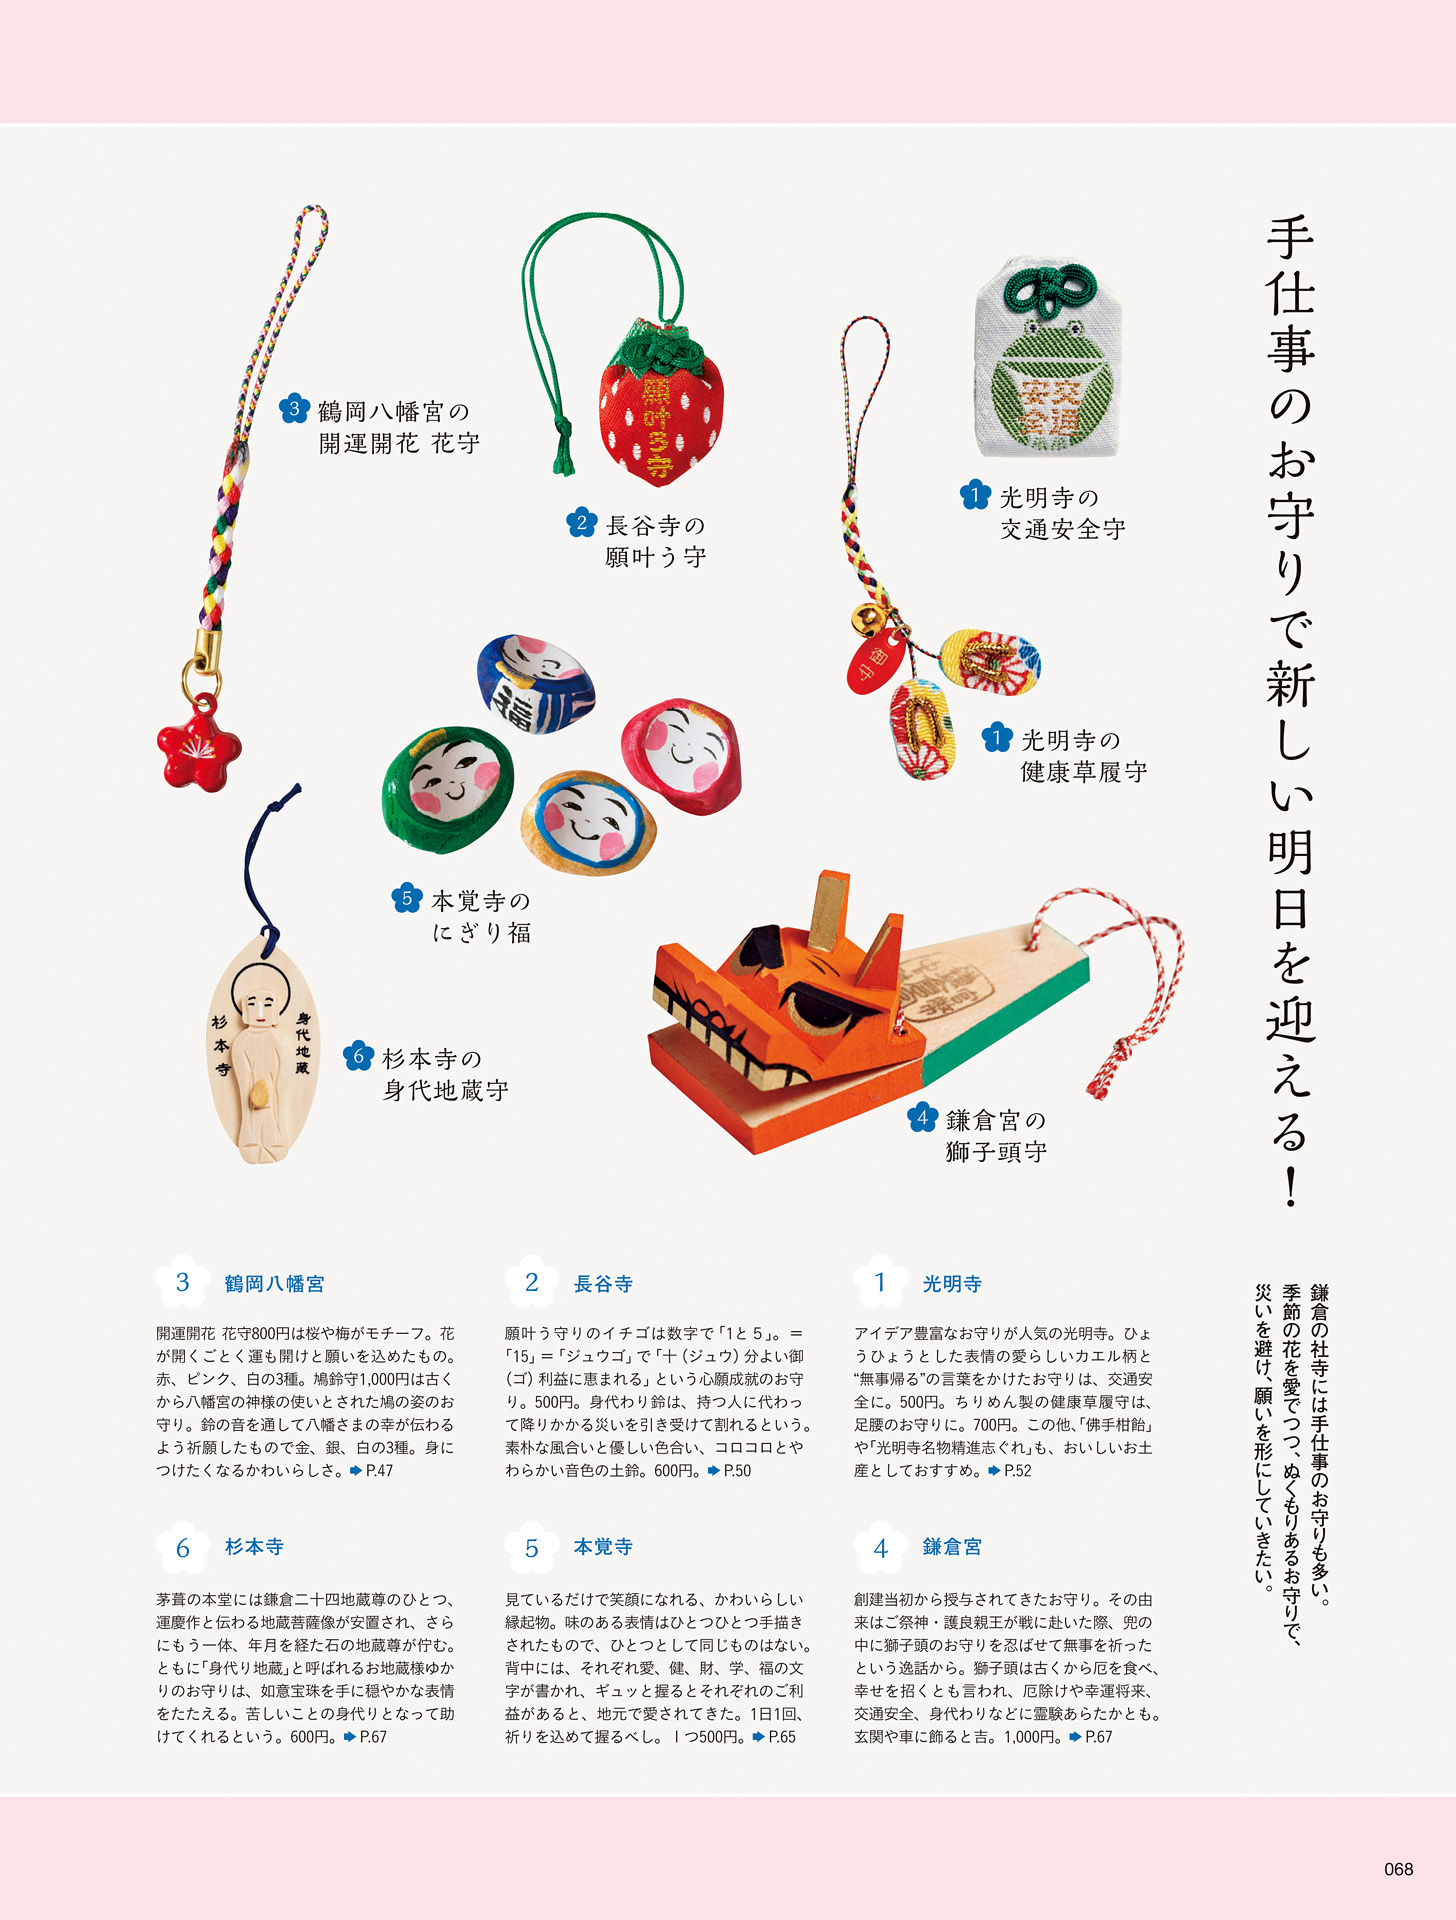 手仕事のお守りで新しい明日を迎える!
鎌倉の社寺には手仕事のお守りも多い。
季節の花を愛でつつ、ぬくもりあるお守りで、
災いを避け、願いを形にしていきたい。
1 光明寺の
交通安全守
交通
安全
1 光明寺の
健康草履守
御守
2 長谷寺の
願叶う守
願叶う守
3 鶴岡八幡宮の
開運開花 花守
4 鎌倉宮の
獅子頭守
5 本覚寺の
にぎり福
福
6 杉本寺の
身代地蔵守
身代地蔵
杉本寺
1 光明寺
アイデア豊富なお守りが人気の光明寺。ひょ
うひょうとした表情の愛らしいカエル柄と
“無事帰る”の言葉をかけたお守りは、交通安
全に。500円。ちりめん製の健康草履守は、
足腰のお守りに。700円。この他、「佛手柑飴」
や「光明寺名物精進志ぐれ」も、おいしいお土
産としておすすめ。➡P.52
2 長谷寺
願叶う守りのイチゴは数字で「1と5」。＝
「15」＝「ジュウゴ」で「十（ジュウ）分よい御
（ゴ）利益に恵まれる」という心願成就のお守
り。500円。身代わり鈴は、持つ人に代わっ
て降りかかる災いを引き受けて割れるという。
素朴な風合いと優しい色合い、コロコロとや
わらかい音色の土鈴。600円。➡P.50
3 鶴岡八幡宮
開運開花 花守800円は桜や梅がモチーフ。花
が開くごとく運も開けと願いを込めたもの。
赤、ピンク、白の3種。鳩鈴守1,000円は古く
から八幡宮の神様の使いとされた鳩の姿のお
守り。鈴の音を通して八幡さまの幸が伝わる
よう祈願したもので金、銀、白の3種。身に
つけたくなるかわいらしさ。➡P.47
4 鎌倉宮
創建当初から授与されてきたお守り。その由
来はご祭神・護良親王が戦に赴いた際、兜の
中に獅子頭のお守りを忍ばせて無事を祈った
という逸話から。獅子頭は古くから厄を食べ、
幸せを招くとも言われ、厄除けや幸運将来、
交通安全、身代わりなどに霊験あらたかとも。
玄関や車に飾ると吉。1,000円。➡P.67
5 本覚寺
見ているだけで笑顔になれる、かわいらしい
縁起物。味のある表情はひとつひとつ手描き
されたもので、ひとつとして同じものはない。
背中には、それぞれ愛、健、財、学、福の文
字が書かれ、ギュッと握るとそれぞれのご利
益があると、地元で愛されてきた。1日1回、
祈りを込めて握るべし。1つ500円。➡P.65
6 杉本寺
茅葺の本堂には鎌倉二十四地蔵尊のひとつ、
運慶作と伝わる地蔵菩薩像が安置され、さら
にもう一体、年月を経た石の地蔵尊が佇む。
ともに「身代り地蔵」と呼ばれるお地蔵様ゆか
りのお守りは、如意宝珠を手に穏やかな表情
をたたえる。苦しいことの身代りとなって助
けてくれるという。600円。➡P.67
068